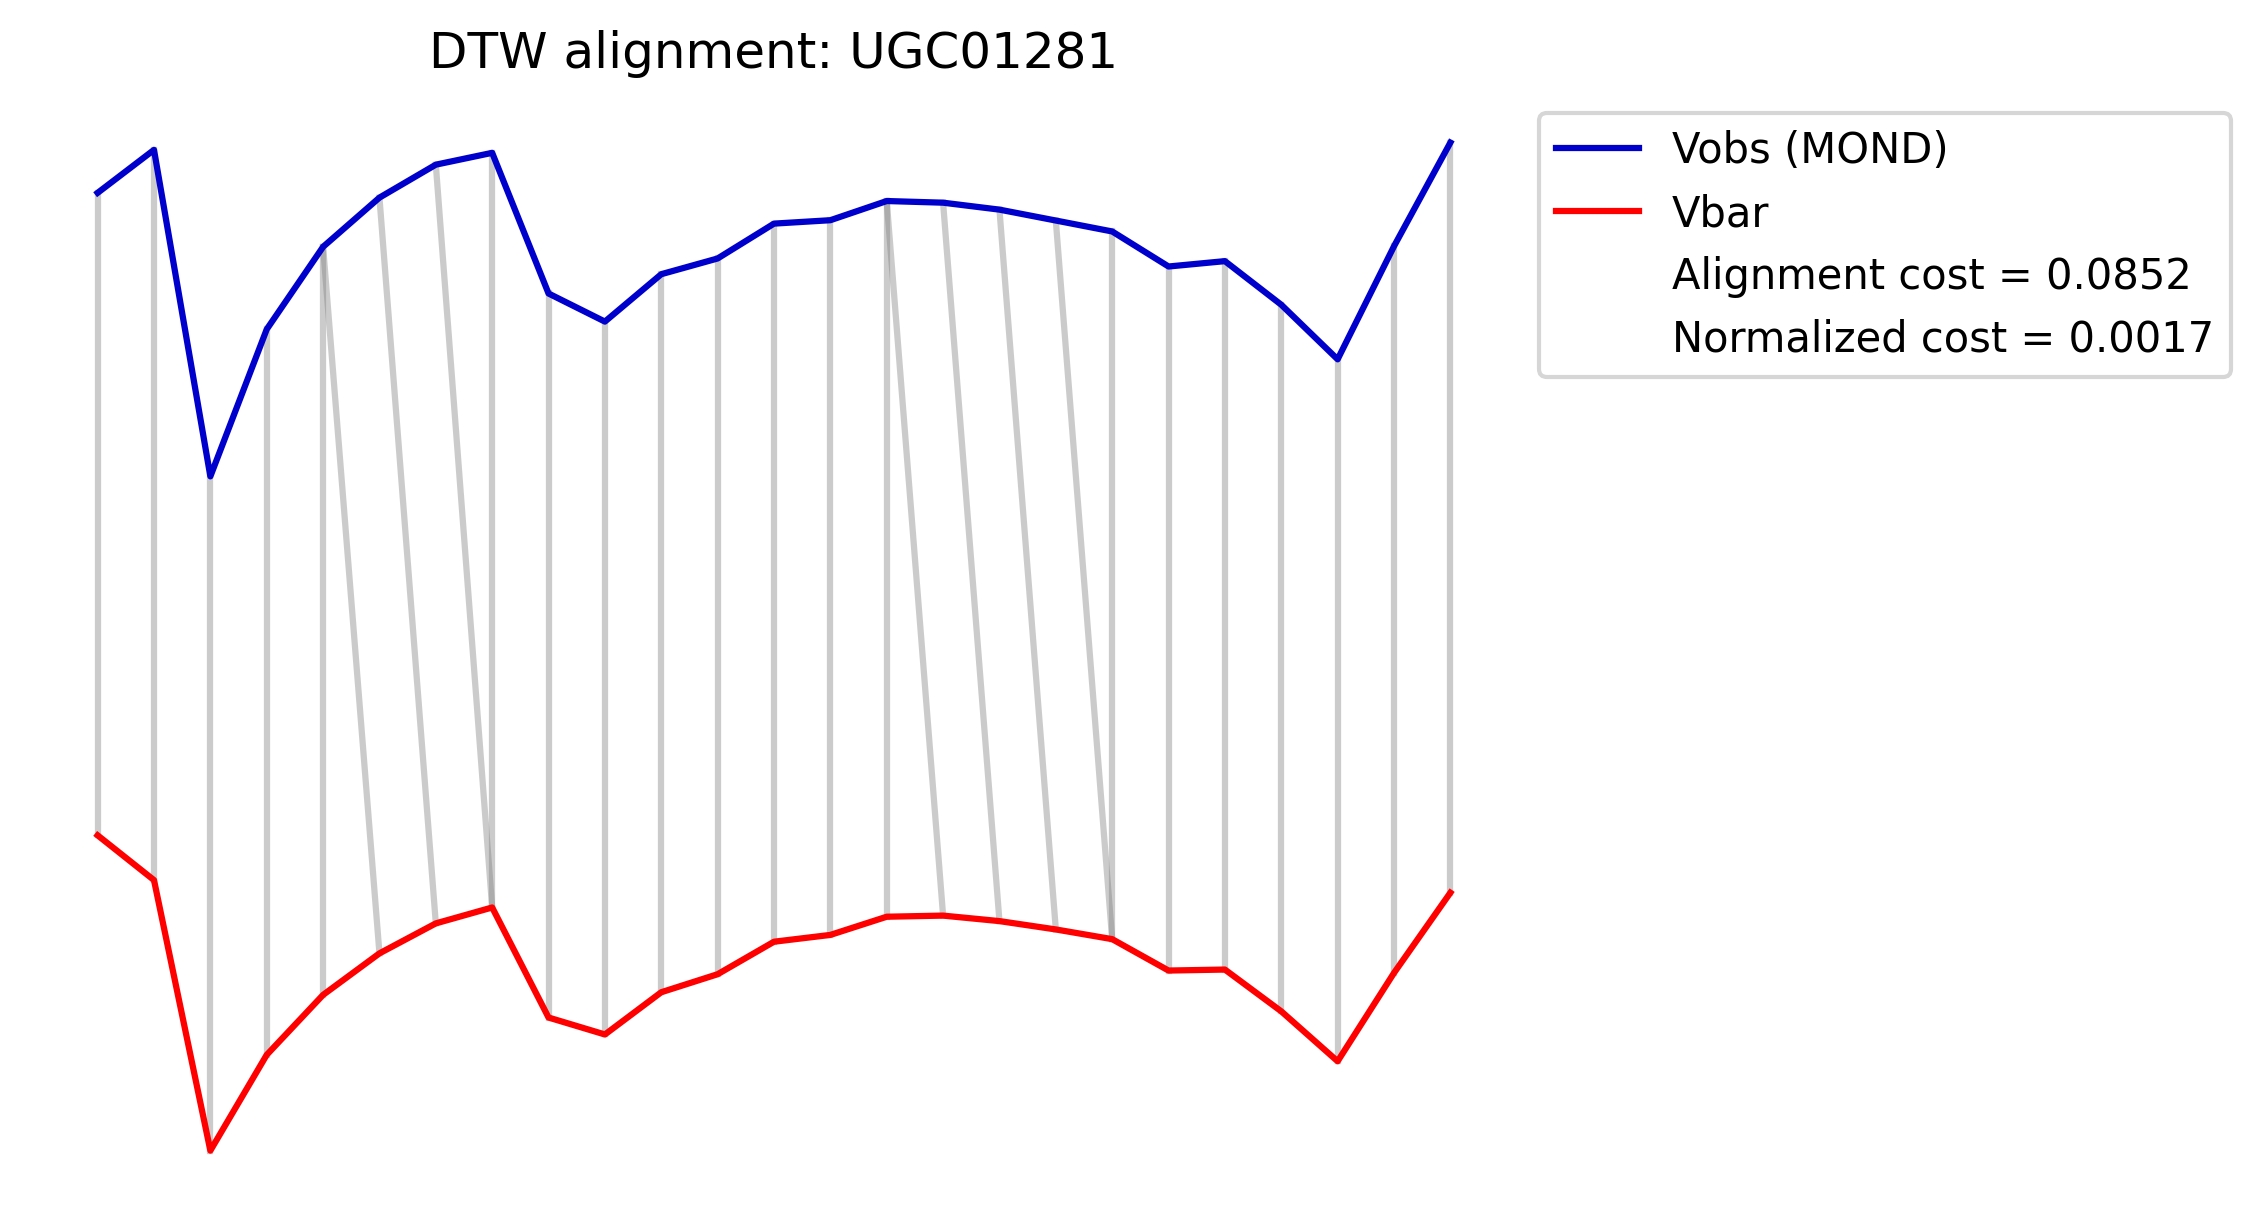 DTW alignment: UGC01281
Vobs (MOND)
Vbar
Alignment cost = 0.0852
Normalized cost = 0.0017